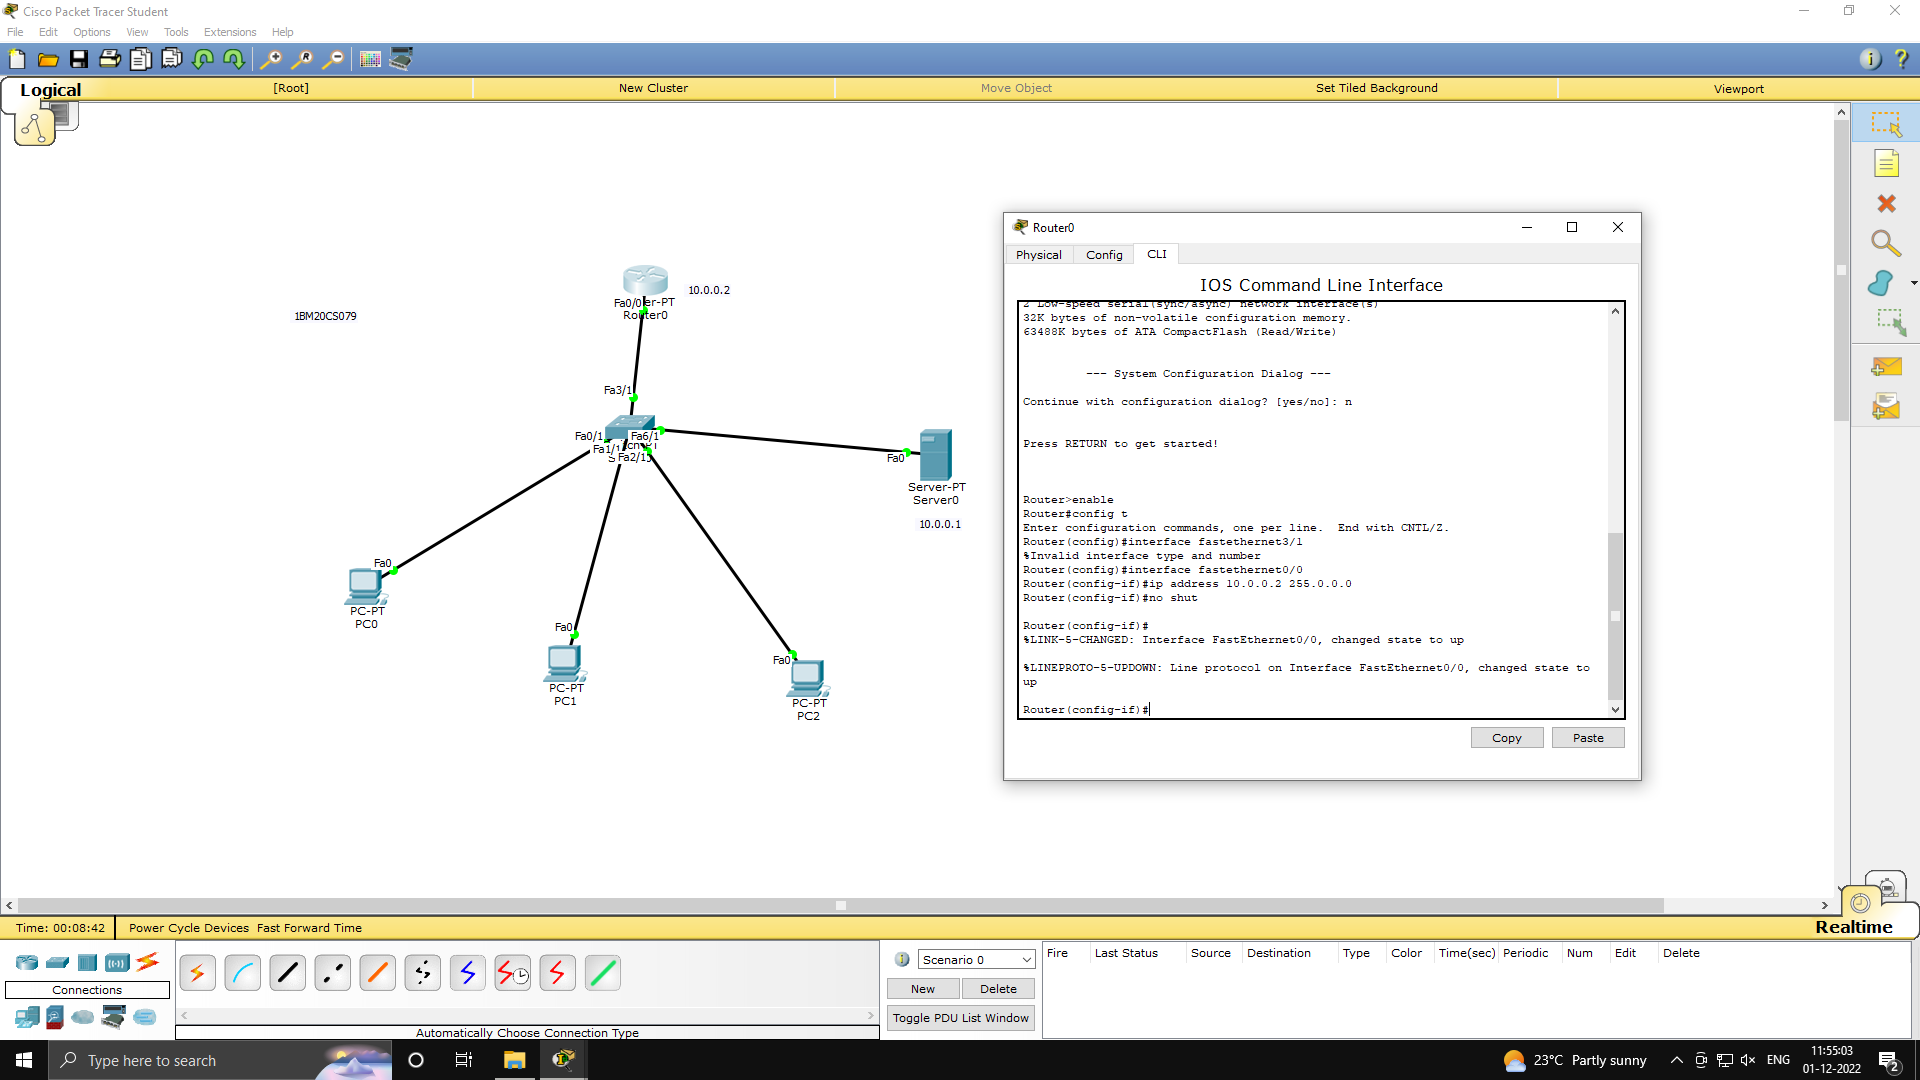 Cisco Packet Tracer Student
File Edit Options View Tools Extensions Help
Logical [Root] New Cluster Move Object Set Tiled Background Viewport
1BM20CS079
10.0.0.2
Fa0/0
er-PT
Router0
Fa3/1
Fa0/1
Fa6/1
Fa1/1
Fa2/1
Fa0
Server-PT
Server0
10.0.0.1
Fa0
PC-PT
PC0
Fa0
PC-PT
PC1
Fa0
PC-PT
PC2
Router0
Physical Config CLI
IOS Command Line Interface
2 Low-speed serial(sync/async) network interface(s)
32K bytes of non-volatile configuration memory.
63488K bytes of ATA CompactFlash (Read/Write)
--- System Configuration Dialog ---
Continue with configuration dialog? [yes/no]: n
Press RETURN to get started!
Router>enable
Router#config t
Enter configuration commands, one per line.  End with CNTL/Z.
Router(config)#interface fastethernet3/1
%Invalid interface type and number
Router(config)#interface fastethernet0/0
Router(config-if)#ip address 10.0.0.2 255.0.0.0
Router(config-if)#no shut
Router(config-if)#
%LINK-5-CHANGED: Interface FastEthernet0/0, changed state to up
%LINEPROTO-5-UPDOWN: Line protocol on Interface FastEthernet0/0, changed state to
up
Router(config-if)#
Copy Paste
Time: 00:08:42 Power Cycle Devices Fast Forward Time
Realtime
Connections
Automatically Choose Connection Type
Scenario 0
New Delete
Toggle PDU List Window
Fire Last Status Source Destination Type Color Time(sec) Periodic Num Edit Delete
Type here to search
23°C Partly sunny
ENG
11:55:03
01-12-2022
2